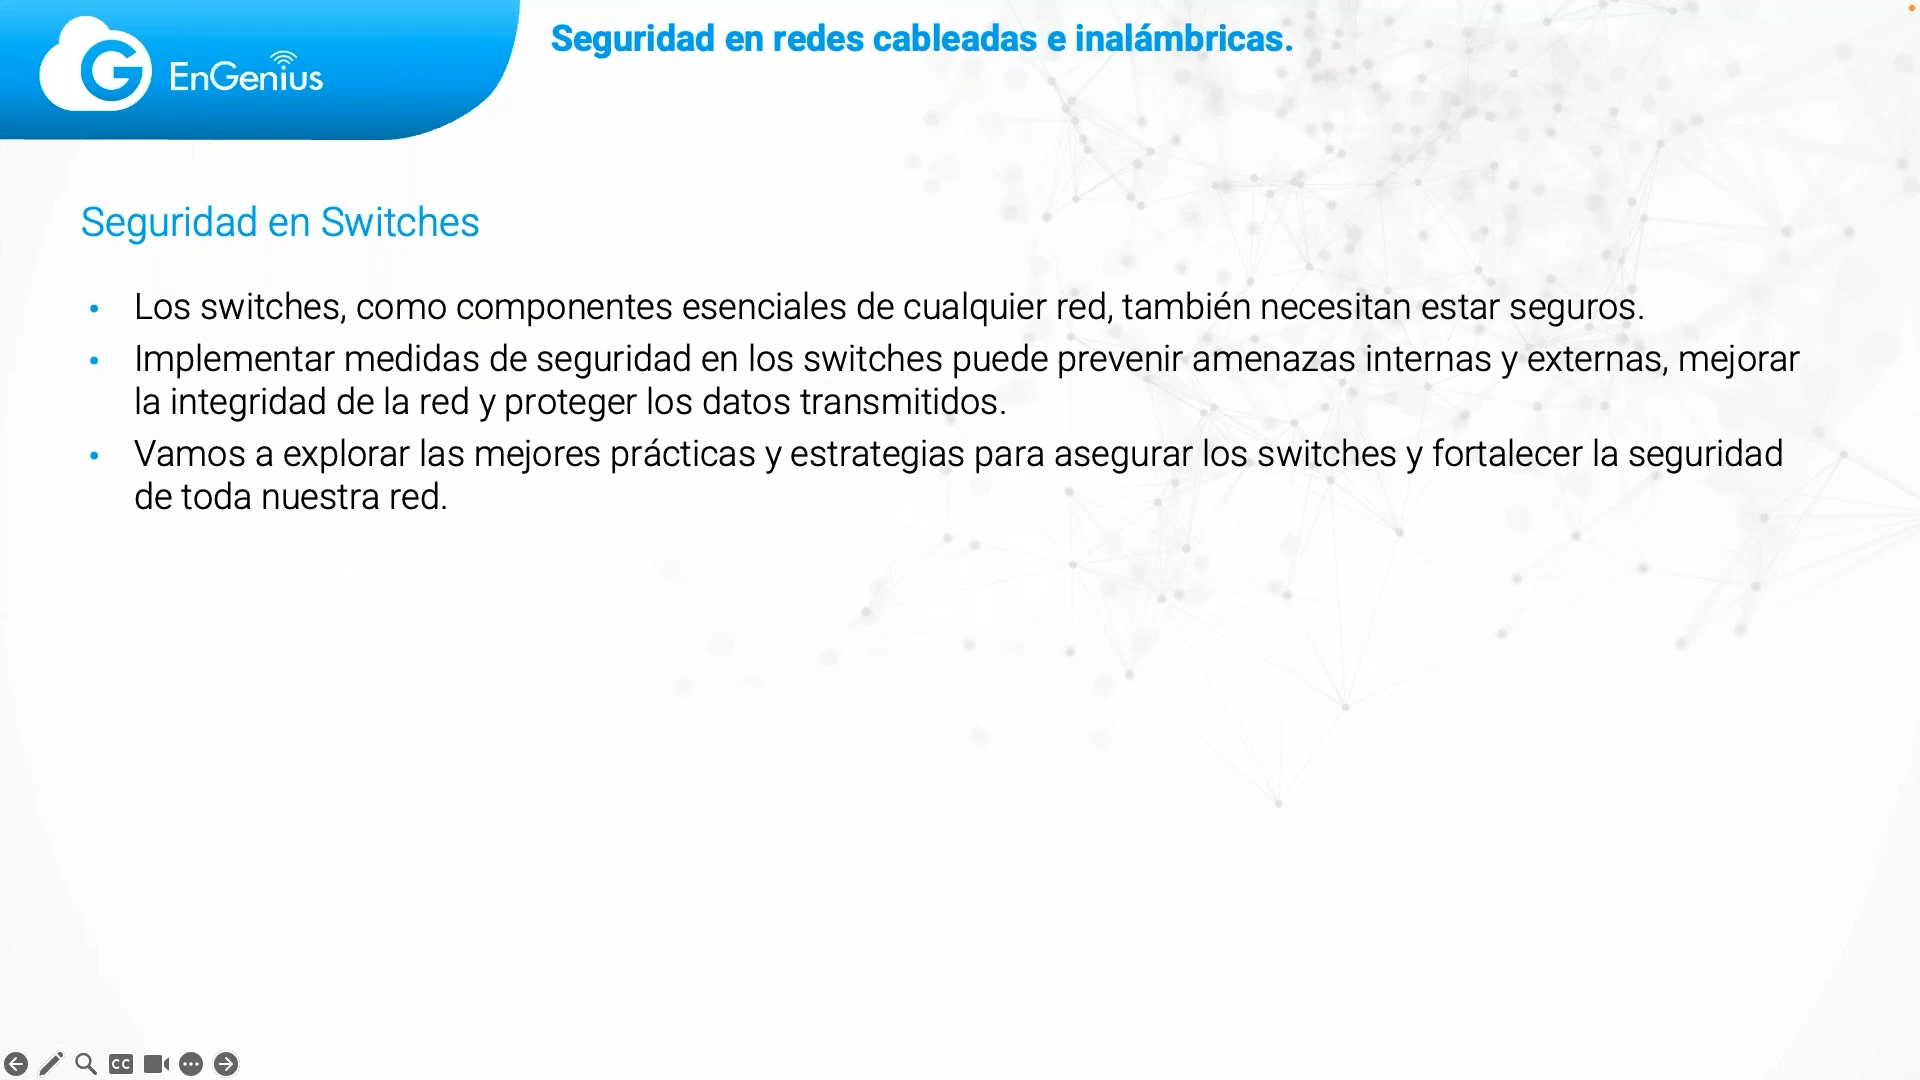 EnGenius
Seguridad en redes cableadas e inalámbricas.
Seguridad en Switches
• Los switches, como componentes esenciales de cualquier red, también necesitan estar seguros.
• Implementar medidas de seguridad en los switches puede prevenir amenazas internas y externas, mejorar
la integridad de la red y proteger los datos transmitidos.
• Vamos a explorar las mejores prácticas y estrategias para asegurar los switches y fortalecer la seguridad
de toda nuestra red.
CC